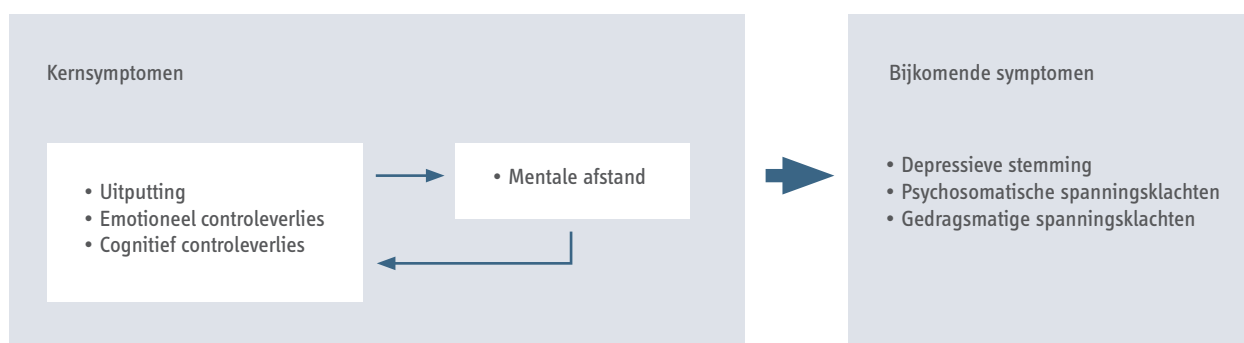 Kernsymptomen
• Uitputting
• Emotioneel controleverlies
• Cognitief controleverlies
• Mentale afstand
Bijkomende symptomen
• Depressieve stemming
• Psychosomatische spanningsklachten
• Gedragsmatige spanningsklachten